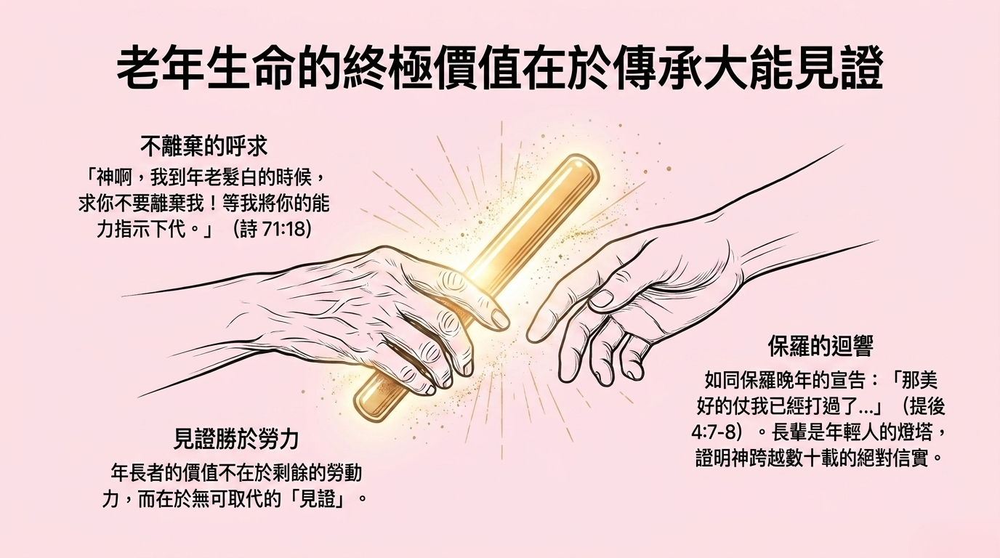 老年生命的終極價值在於傳承大能見證
不離棄的呼求
「神啊，我到年老髮白的時候，
求你不要離棄我！等我將你的能
力指示下代。」（詩 71:18)
保羅的迴響
如同保羅晚年的宣告：「那美
好的仗我已經打過了...」（提後
4:7-8）。長輩是年輕人的燈塔，
證明神跨越數十載的絕對信實。
見證勝於勞力
年長者的價值不在於剩餘的勞動
力，而在於無可取代的「見證」。